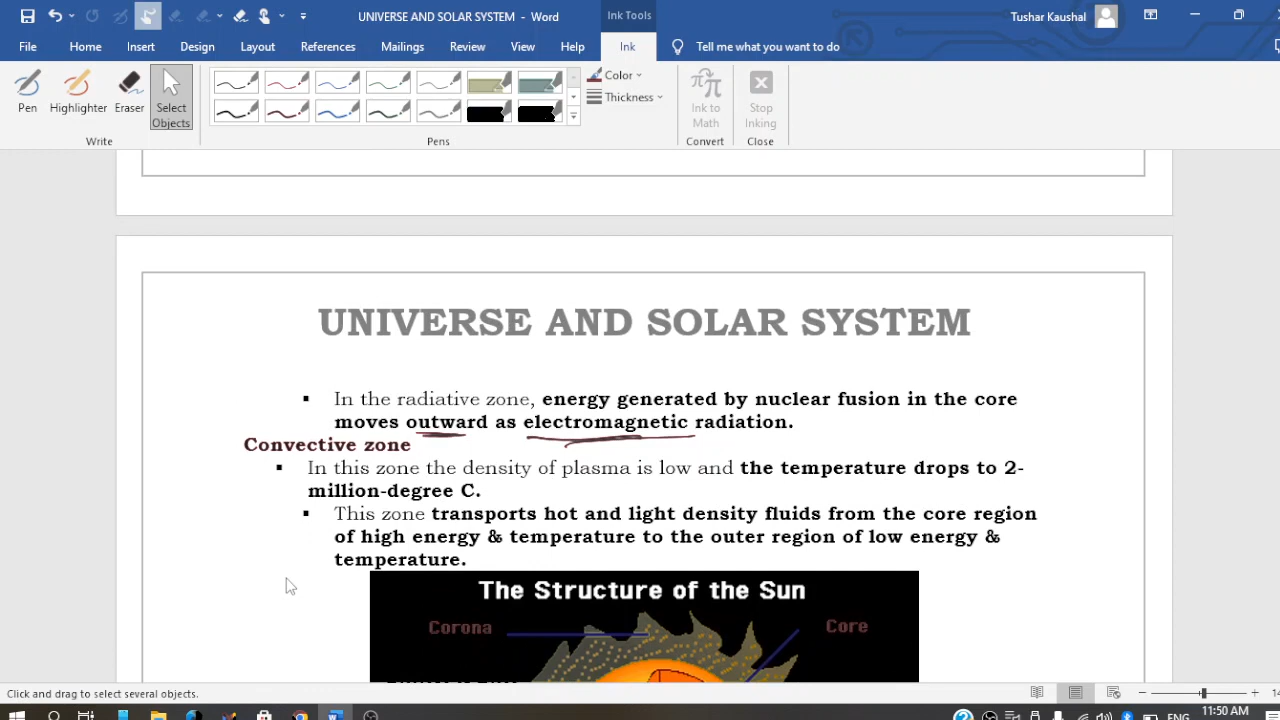 UNIVERSE AND SOLAR SYSTEM - Word
Ink Tools
Tushar Kaushal
File Home Insert Design Layout References Mailings Review View Help Ink Tell me what you want to do
Pen Highlighter Eraser Select Objects
Color
Thickness
Ink to Math
Stop Inking
Write Pens Convert Close
UNIVERSE AND SOLAR SYSTEM
▪ In the radiative zone, energy generated by nuclear fusion in the core
moves outward as electromagnetic radiation.
Convective zone
▪ In this zone the density of plasma is low and the temperature drops to 2-
million-degree C.
▪ This zone transports hot and light density fluids from the core region
of high energy & temperature to the outer region of low energy &
temperature.
The Structure of the Sun
Corona Core
Click and drag to select several objects.
ENG 11:50 AM